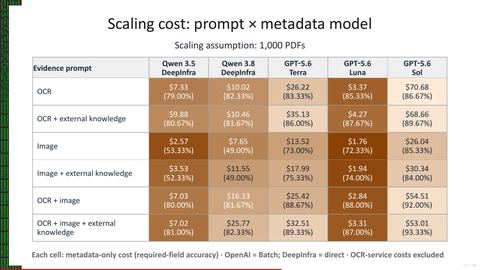 Scaling cost: prompt × metadata model
Scaling assumption: 1,000 PDFs
Evidence prompt
Qwen 3.5 DeepInfra
Qwen 3.8 DeepInfra
GPT-5.6 Terra
GPT-5.6 Luna
GPT-5.6 Sol
OCR
$7.33 (79.00%)
$10.02 (82.33%)
$26.22 (83.33%)
$3.37 (85.33%)
$70.68 (86.67%)
OCR + external knowledge
$9.88 (80.67%)
$10.46 (81.67%)
$35.13 (86.00%)
$4.27 (87.67%)
$68.66 (89.67%)
Image
$2.57 (53.33%)
$7.65 (49.00%)
$13.52 (73.00%)
$1.76 (72.33%)
$26.04 (85.33%)
Image + external knowledge
$3.53 (52.33%)
$11.55 (49.00%)
$17.99 (75.33%)
$1.94 (74.00%)
$30.34 (84.00%)
OCR + image
$7.03 (80.00%)
$16.13 (81.67%)
$25.42 (88.67%)
$2.84 (88.00%)
$54.51 (92.00%)
OCR + image + external knowledge
$7.02 (81.00%)
$25.77 (82.33%)
$32.51 (89.33%)
$3.31 (87.00%)
$53.01 (93.33%)
Each cell: metadata-only cost (required-field accuracy) · OpenAI = Batch; DeepInfra = direct · OCR-service costs excluded